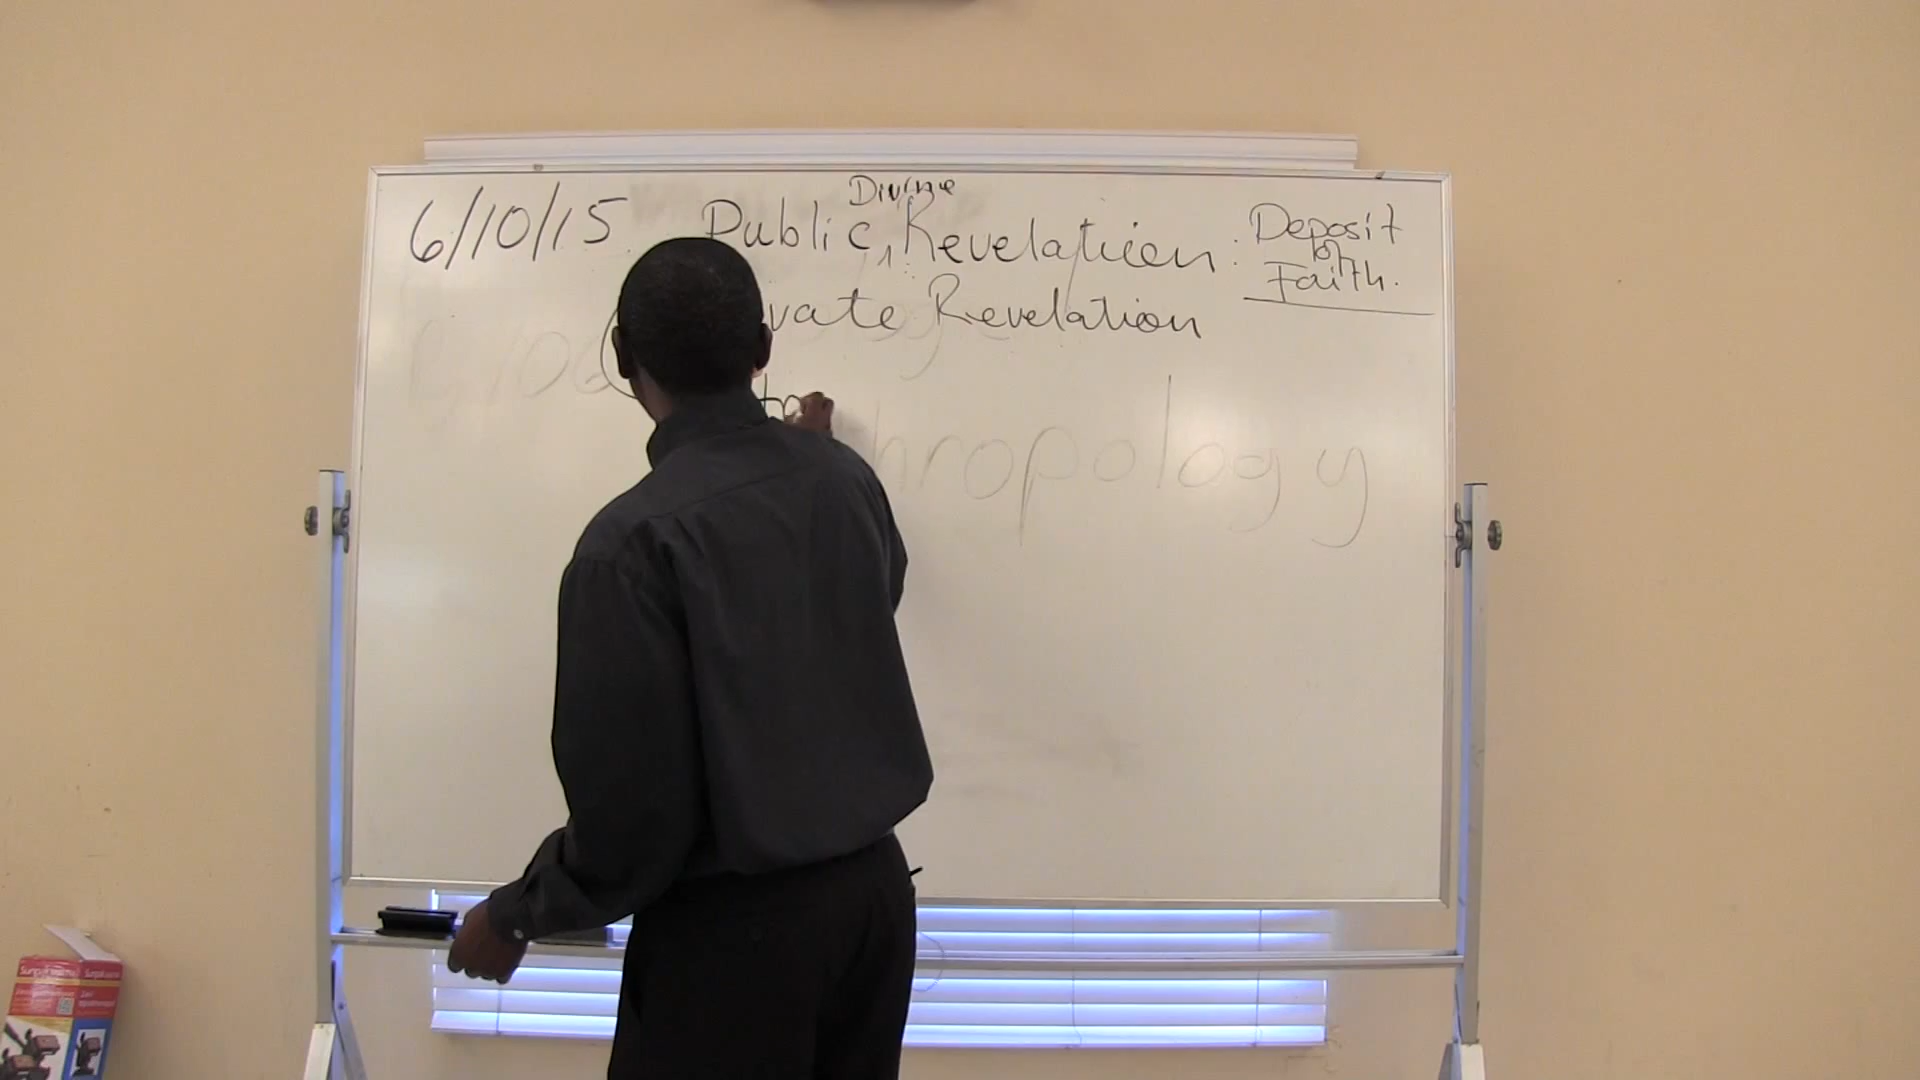 Divine
6/10/15 Public, Revelation: Deposit
of
Faith.
vate Revelation
hropology